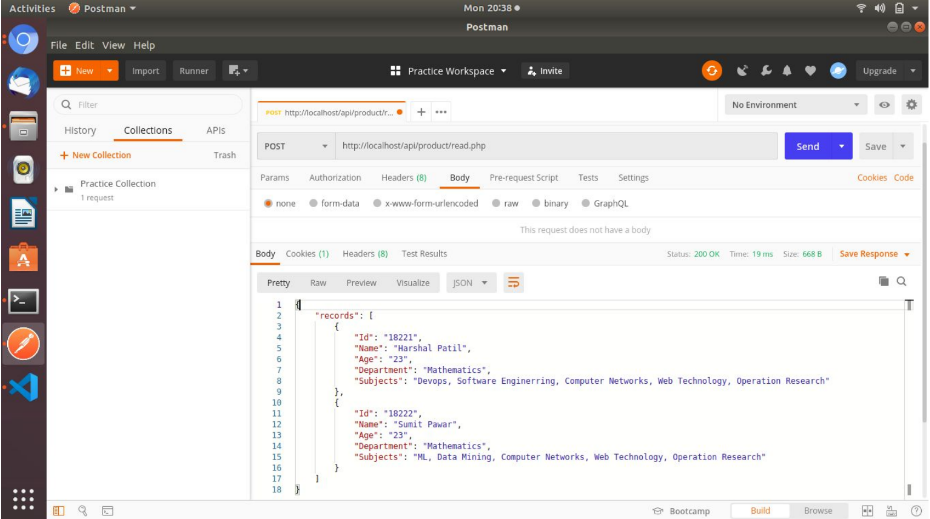 Activities Postman Mon 20:38
Postman
File Edit View Help
New Import Runner Practice Workspace Invite Upgrade
Filter
History Collections APIs
+ New Collection Trash
Practice Collection
1 request
POST http://localhost/api/product/r... + ••• No Environment
POST http://localhost/api/product/read.php Send Save
Params Authorization Headers (8) Body Pre-request Script Tests Settings Cookies Code
none form-data x-www-form-urlencoded raw binary GraphQL
This request does not have a body
Body Cookies (1) Headers (8) Test Results Status: 200 OK Time: 19 ms Size: 668 B Save Response
Pretty Raw Preview Visualize JSON
1 {
2 "records": [
3 {
4 "Id": "18221",
5 "Name": "Harshal Patil",
6 "Age": "23",
7 "Department": "Mathematics",
8 "Subjects": "Devops, Software Enginerring, Computer Networks, Web Technology, Operation Research"
9 },
10 {
11 "Id": "18222",
12 "Name": "Sumit Pawar",
13 "Age": "23",
14 "Department": "Mathematics",
15 "Subjects": "ML, Data Mining, Computer Networks, Web Technology, Operation Research"
16 }
17 ]
18 }
Bootcamp Build Browse